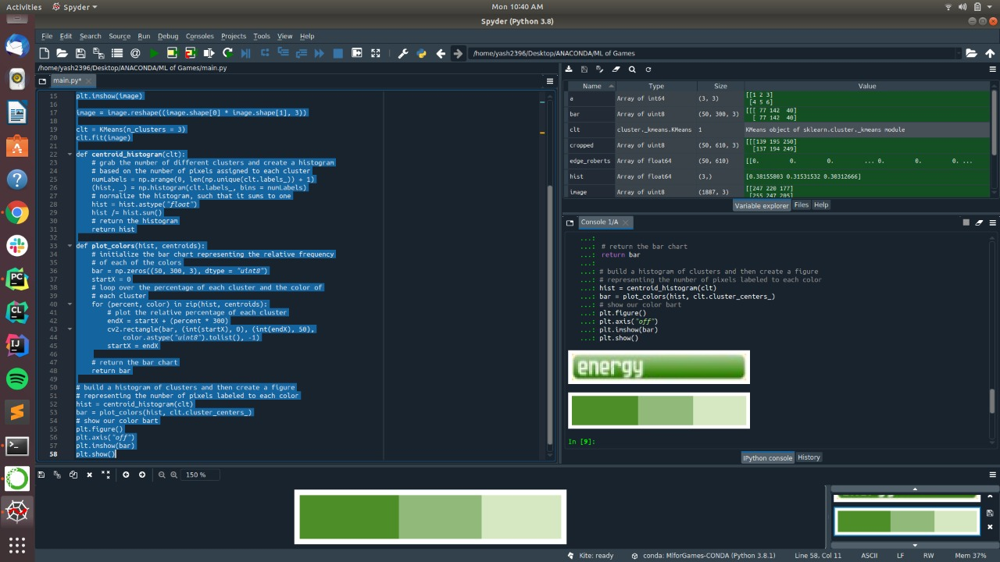 Activities Spyder Mon 10:40 AM
Spyder (Python 3.8)
File Edit Search Source Run Debug Consoles Projects Tools View Help
/home/yash2396/Desktop/ANACONDA/ML of Games
/home/yash2396/Desktop/ANACONDA/ML of Games/main.py
main.py*
15 plt.imshow(image)
16
17 image = image.reshape((image.shape[0] * image.shape[1], 3))
18
19 clt = KMeans(n_clusters = 3)
20 clt.fit(image)
21
22 def centroid_histogram(clt):
23 # grab the number of different clusters and create a histogram
24 # based on the number of pixels assigned to each cluster
25 numLabels = np.arange(0, len(np.unique(clt.labels_)) + 1)
26 (hist, _) = np.histogram(clt.labels_, bins = numLabels)
27 # normalize the histogram, such that it sums to one
28 hist = hist.astype("float")
29 hist /= hist.sum()
30 # return the histogram
31 return hist
32
33 def plot_colors(hist, centroids):
34 # initialize the bar chart representing the relative frequency
35 # of each of the colors
36 bar = np.zeros((50, 300, 3), dtype = "uint8")
37 startX = 0
38 # loop over the percentage of each cluster and the color of
39 # each cluster
40 for (percent, color) in zip(hist, centroids):
41 # plot the relative percentage of each cluster
42 endX = startX + (percent * 300)
43 cv2.rectangle(bar, (int(startX), 0), (int(endX), 50),
44 color.astype("uint8").tolist(), -1)
45 startX = endX
46
47 # return the bar chart
48 return bar
49
50 # build a histogram of clusters and then create a figure
51 # representing the number of pixels labeled to each color
52 hist = centroid_histogram(clt)
53 bar = plot_colors(hist, clt.cluster_centers_)
54 # show our color bart
55 plt.figure()
56 plt.axis("off")
57 plt.imshow(bar)
58 plt.show()
150 %
Name Type Size Value
a Array of int64 (3, 3) [[1 2 3]
[4 5 6]
bar Array of uint8 (50, 300, 3) [[[ 77 142 40]
[ 77 142 40]
clt cluster._kmeans.KMeans 1 KMeans object of sklearn.cluster._kmeans module
cropped Array of uint8 (50, 610, 3) [[[139 195 250]
[137 194 249]
edge_roberts Array of float64 (50, 610) [[0. 0. 0. ... 0. 0. 0. ...
hist Array of float64 (3,) [0.38155803 0.31531532 0.30312666]
image Array of uint8 (1887, 3) [[247 220 177]
[255 247 205]
Variable explorer Files Help
Console 1/A
...:
...: # return the bar chart
...: return bar
...:
...: # build a histogram of clusters and then create a figure
...: # representing the number of pixels labeled to each color
...: hist = centroid_histogram(clt)
...: bar = plot_colors(hist, clt.cluster_centers_)
...: # show our color bart
...: plt.figure()
...: plt.axis("off")
...: plt.imshow(bar)
...: plt.show()
energy
In [9]:
IPython console History
Kite: ready conda: MlforGames-CONDA (Python 3.8.1) Line 58, Col 11 ASCII LF RW Mem 37%